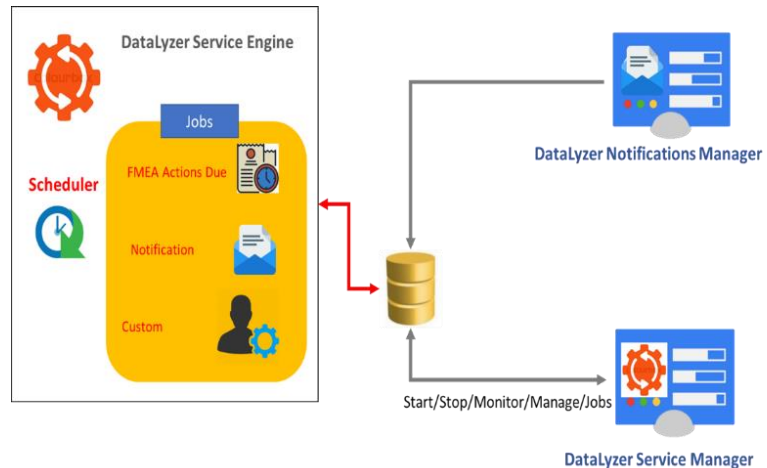 DataLyzer Service Engine
Jobs
FMEA Actions Due
Scheduler
Notification
Custom
DataLyzer Notifications Manager
Start/Stop/Monitor/Manage/Jobs
DataLyzer Service Manager